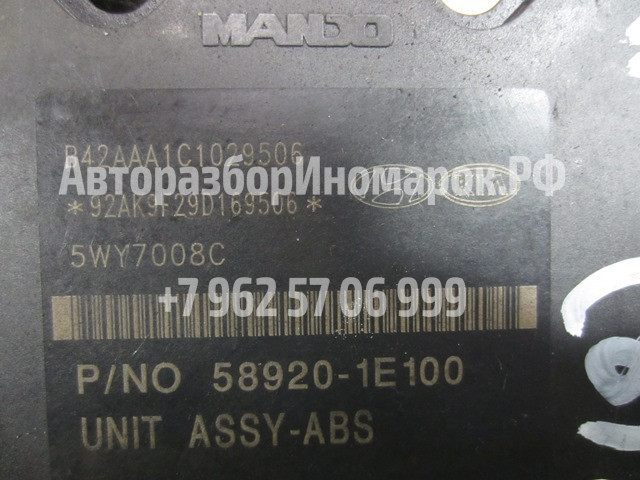 MANDO
B42AAA1C1029506
АвторазборИномарок.РФ
*92AK9F29D169506*
5WY7008C
+7 962 57 06 999
P/NO 58920-1E100
UNIT ASSY-ABS